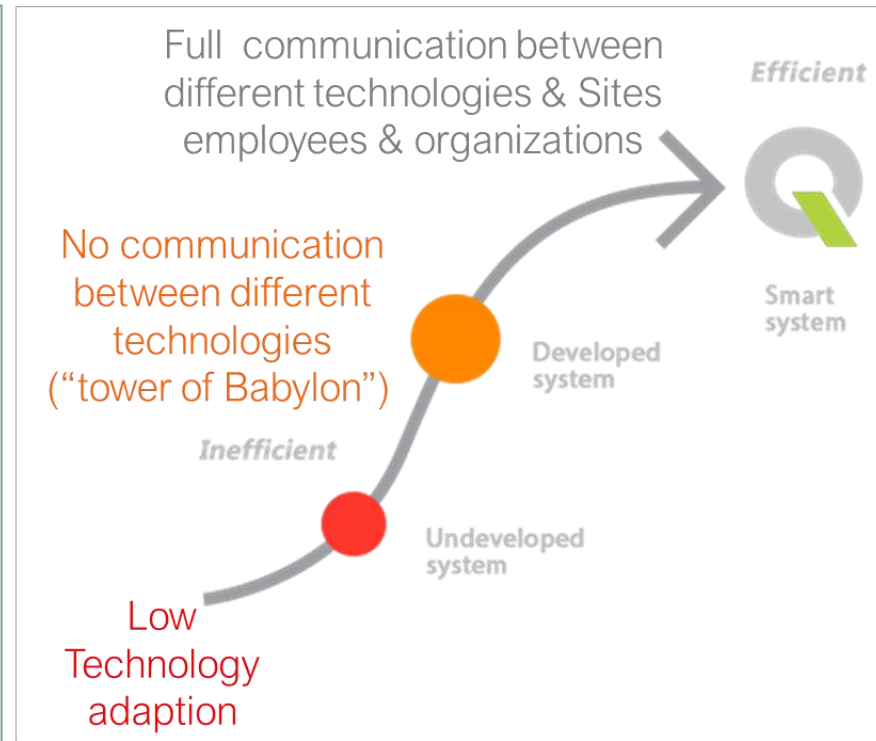 Full communication between
different technologies & Sites
employees & organizations
Efficient
No communication
between different
technologies
(“tower of Babylon”)
Smart
system
Developed
system
Inefficient
Undeveloped
system
Low
Technology
adaption